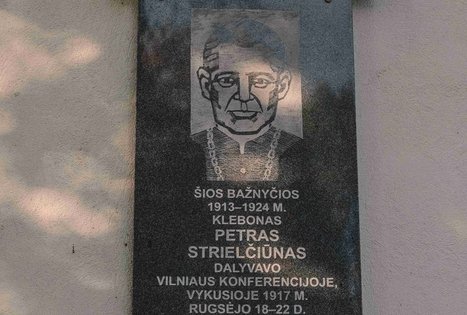 ŠIOS BAŽNYČIOS
1913–1924 M.
KLEBONAS
PETRAS
STRIELČIŪNAS
DALYVAVO
VILNIAUS KONFERENCIJOJE,
VYKUSIOJE 1917 M.
RUGSĖJO 18–22 D.